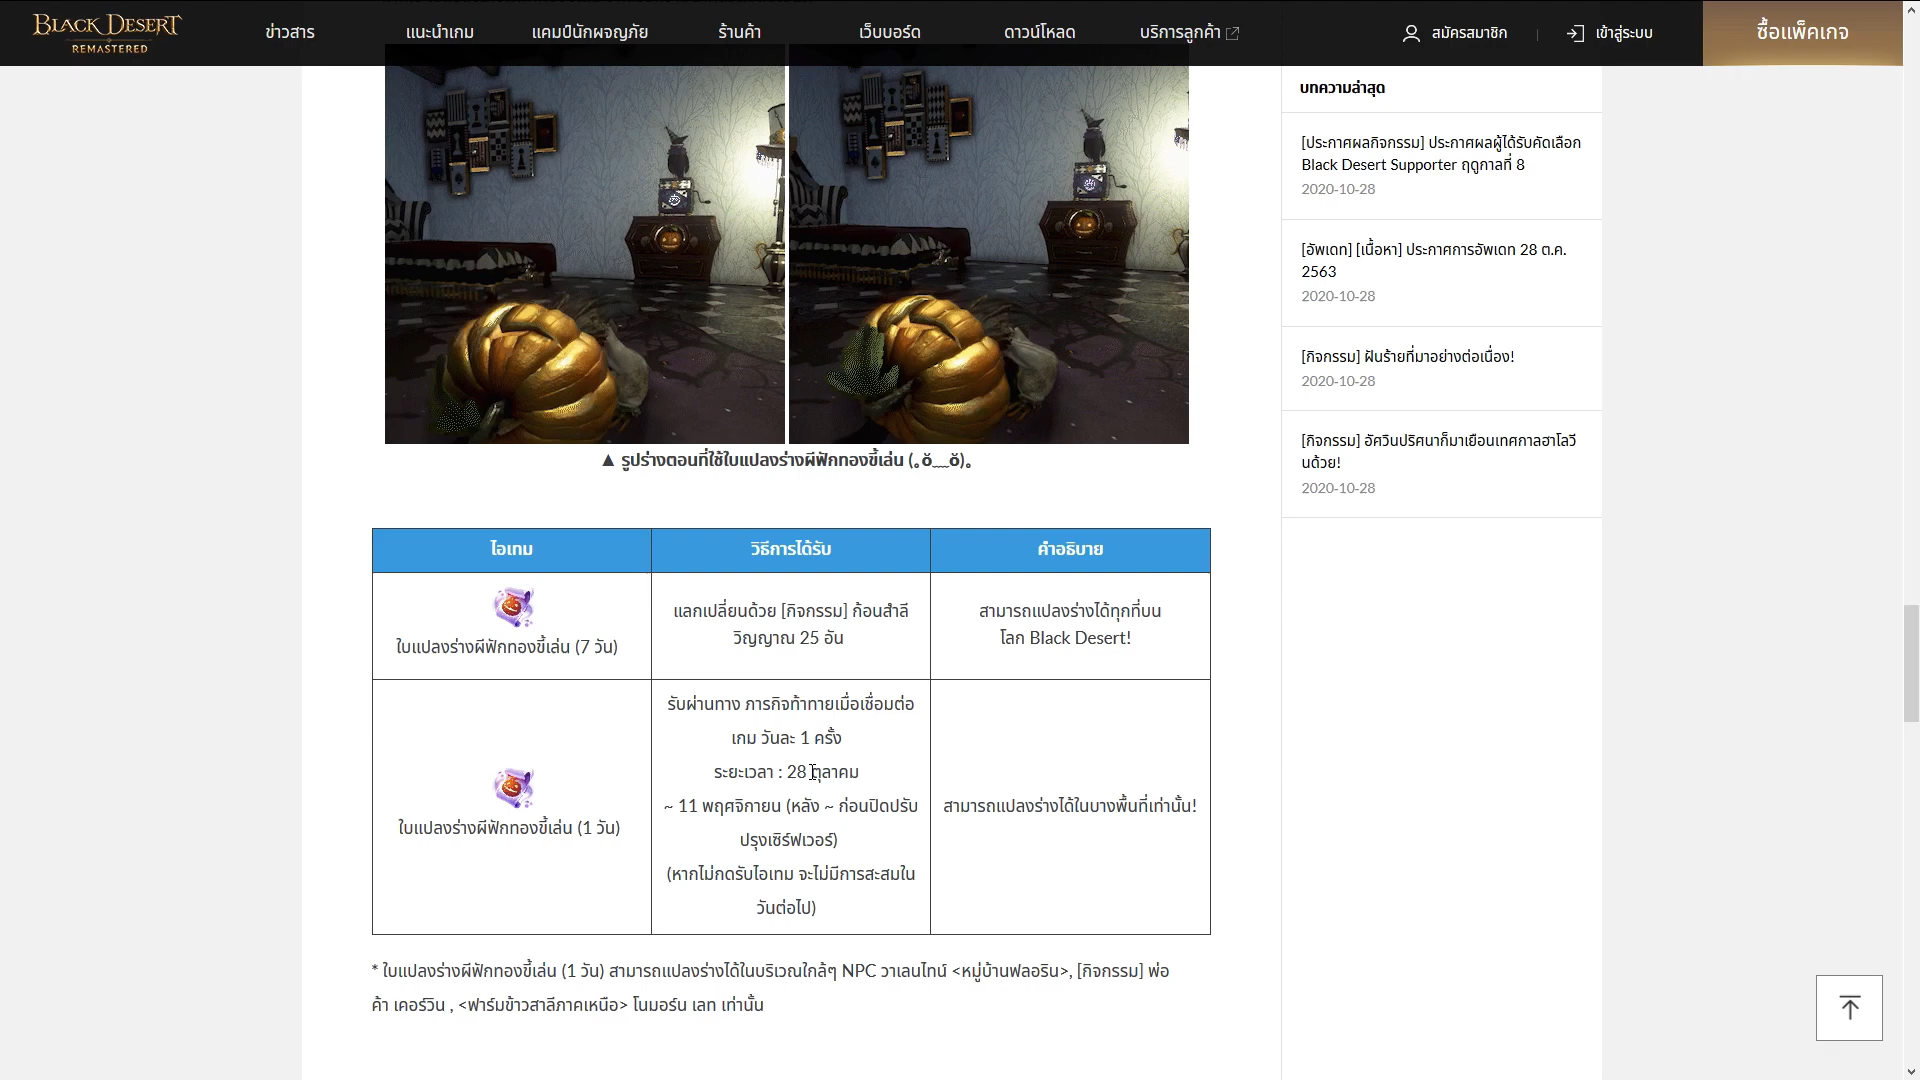 BLACK DESERT
REMASTERED
ข่าวสาร
แนะนำเกม
แคมป์นักผจญภัย
ร้านค้า
เว็บบอร์ด
ดาวน์โหลด
บริการลูกค้า
สมัครสมาชิก
เข้าสู่ระบบ
ซื้อแพ็คเกจ
▲ รูปร่างตอนที่ใช้ใบแปลงร่างผีฟักทองขี้เล่น (｡ŏ﹏ŏ)｡
ไอเทม
วิธีการได้รับ
คำอธิบาย
ใบแปลงร่างผีฟักทองขี้เล่น (7 วัน)
แลกเปลี่ยนด้วย [กิจกรรม] ก้อนสำลี
วิญญาณ 25 อัน
สามารถแปลงร่างได้ทุกที่บน
โลก Black Desert!
ใบแปลงร่างผีฟักทองขี้เล่น (1 วัน)
รับผ่านทาง ภารกิจท้าทายเมื่อเชื่อมต่อ
เกม วันละ 1 ครั้ง
ระยะเวลา : 28 ตุลาคม
~ 11 พฤศจิกายน (หลัง ~ ก่อนปิดปรับ
ปรุงเซิร์ฟเวอร์)
(หากไม่กดรับไอเทม จะไม่มีการสะสมใน
วันต่อไป)
สามารถแปลงร่างได้ในบางพื้นที่เท่านั้น!
* ใบแปลงร่างผีฟักทองขี้เล่น (1 วัน) สามารถแปลงร่างได้ในบริเวณใกล้ๆ NPC วาเลนไทน์ <หมู่บ้านฟลอริน>, [กิจกรรม] พ่อ
ค้า เคอร์วิน , <ฟาร์มข้าวสาลีภาคเหนือ> โนมอร์น เลท เท่านั้น
บทความล่าสุด
[ประกาศผลกิจกรรม] ประกาศผลผู้ได้รับคัดเลือก
Black Desert Supporter ฤดูกาลที่ 8
2020-10-28
[อัพเดท] [เนื้อหา] ประกาศการอัพเดท 28 ต.ค.
2563
2020-10-28
[กิจกรรม] ฝันร้ายที่มาอย่างต่อเนื่อง!
2020-10-28
[กิจกรรม] อัศวินปริศนาก็มาเยือนเทศกาลฮาโลวี
นด้วย!
2020-10-28